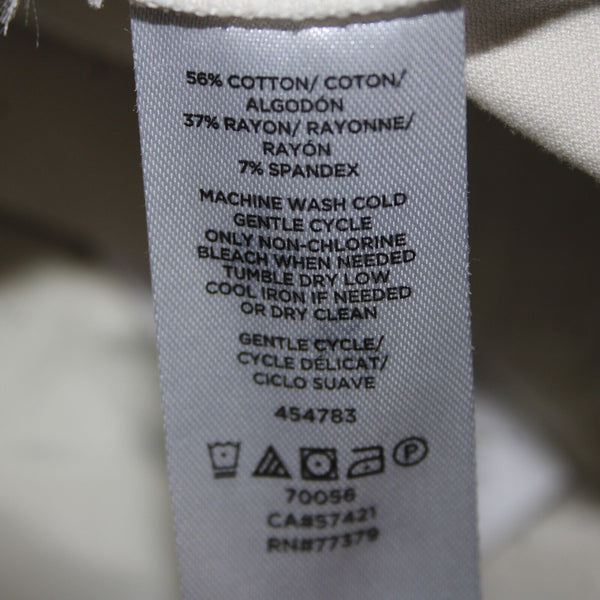 56% COTTON/ COTON/
ALGODÓN
37% RAYON/ RAYONNE/
RAYÓN
7% SPANDEX
MACHINE WASH COLD
GENTLE CYCLE
ONLY NON-CHLORINE
BLEACH WHEN NEEDED
TUMBLE DRY LOW
COOL IRON IF NEEDED
OR DRY CLEAN
GENTLE CYCLE/
CYCLE DÉLICAT/
CICLO SUAVE
454783
P
70056
CA#57421
RN#77379